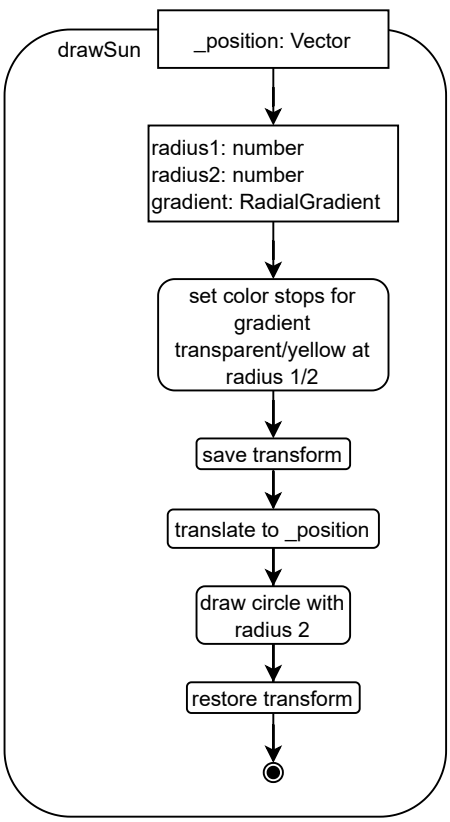 drawSun
_position: Vector
radius1: number
radius2: number
gradient: RadialGradient
set color stops for
gradient
transparent/yellow at
radius 1/2
save transform
translate to _position
draw circle with
radius 2
restore transform